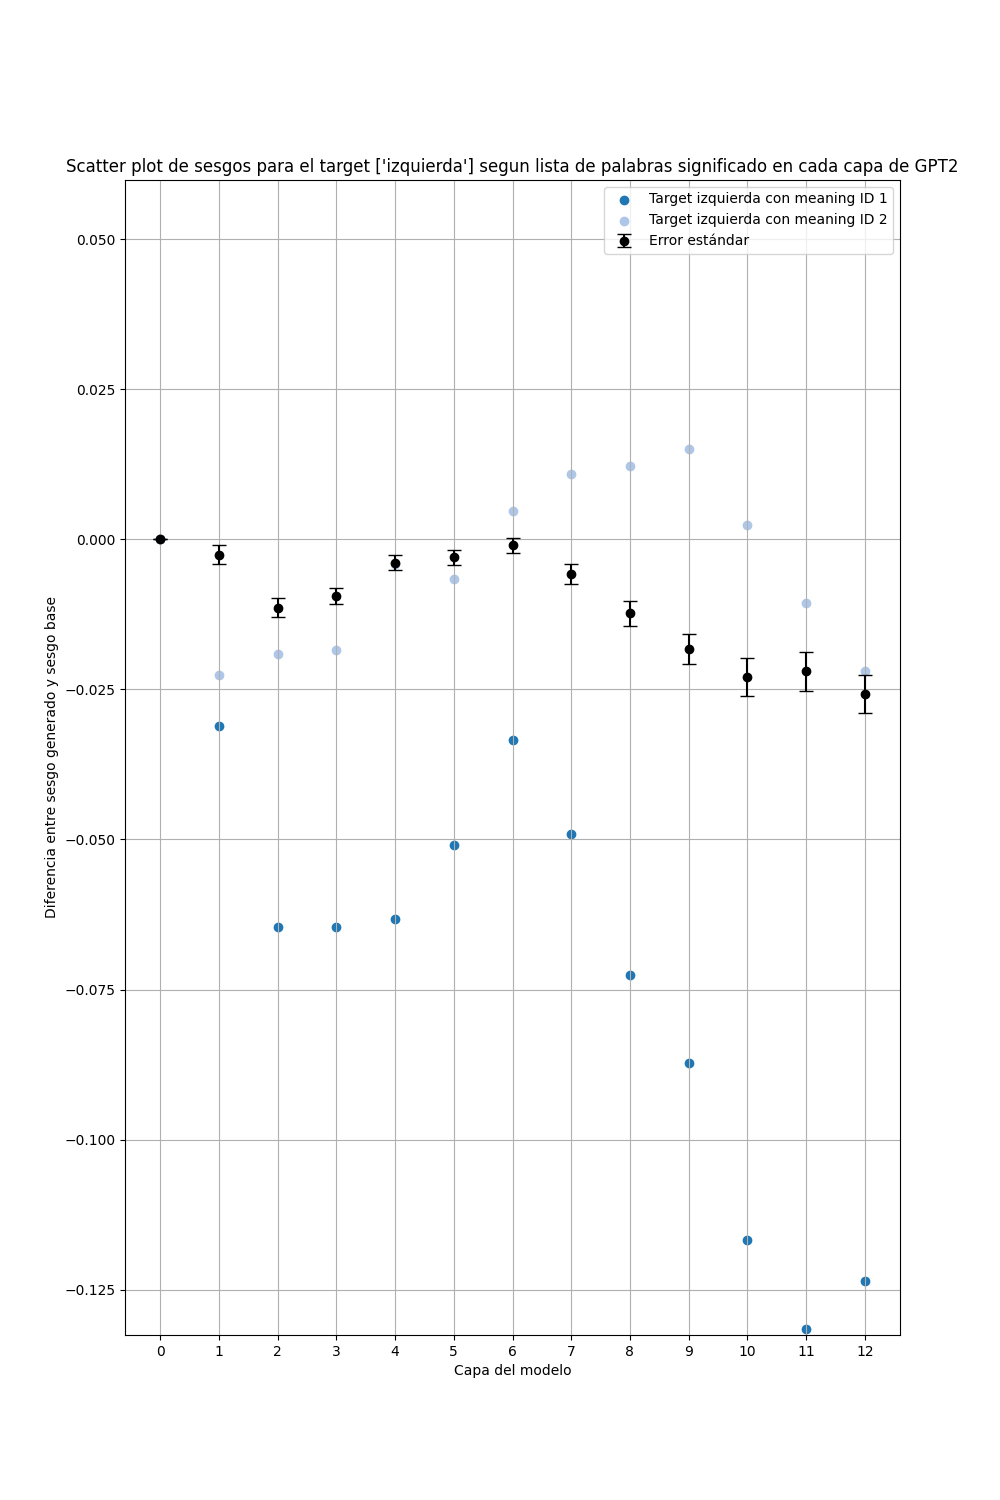 Scatter plot de sesgos para el target ['izquierda'] segun lista de palabras significado en cada capa de GPT2
Target izquierda con meaning ID 1
Target izquierda con meaning ID 2
Error estándar
0.050
0.025
0.000
−0.025
−0.050
−0.075
−0.100
−0.125
Diferencia entre sesgo generado y sesgo base
0 1 2 3 4 5 6 7 8 9 10 11 12
Capa del modelo